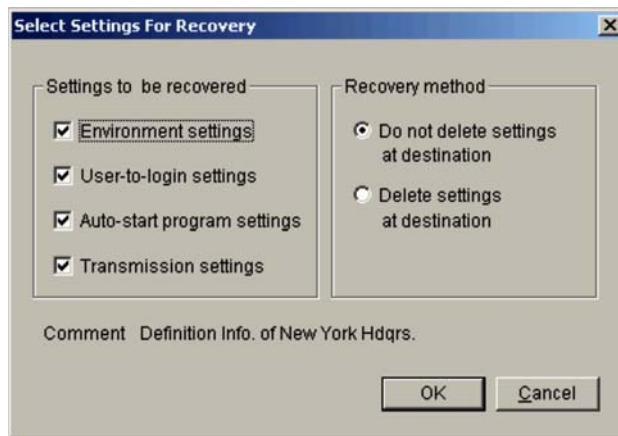 Select Settings For Recovery
Settings to be recovered
Environment settings
User-to-login settings
Auto-start program settings
Transmission settings
Recovery method
Do not delete settings
at destination
Delete settings
at destination
Comment Definition Info. of New York Hdqrs.
OK
Cancel